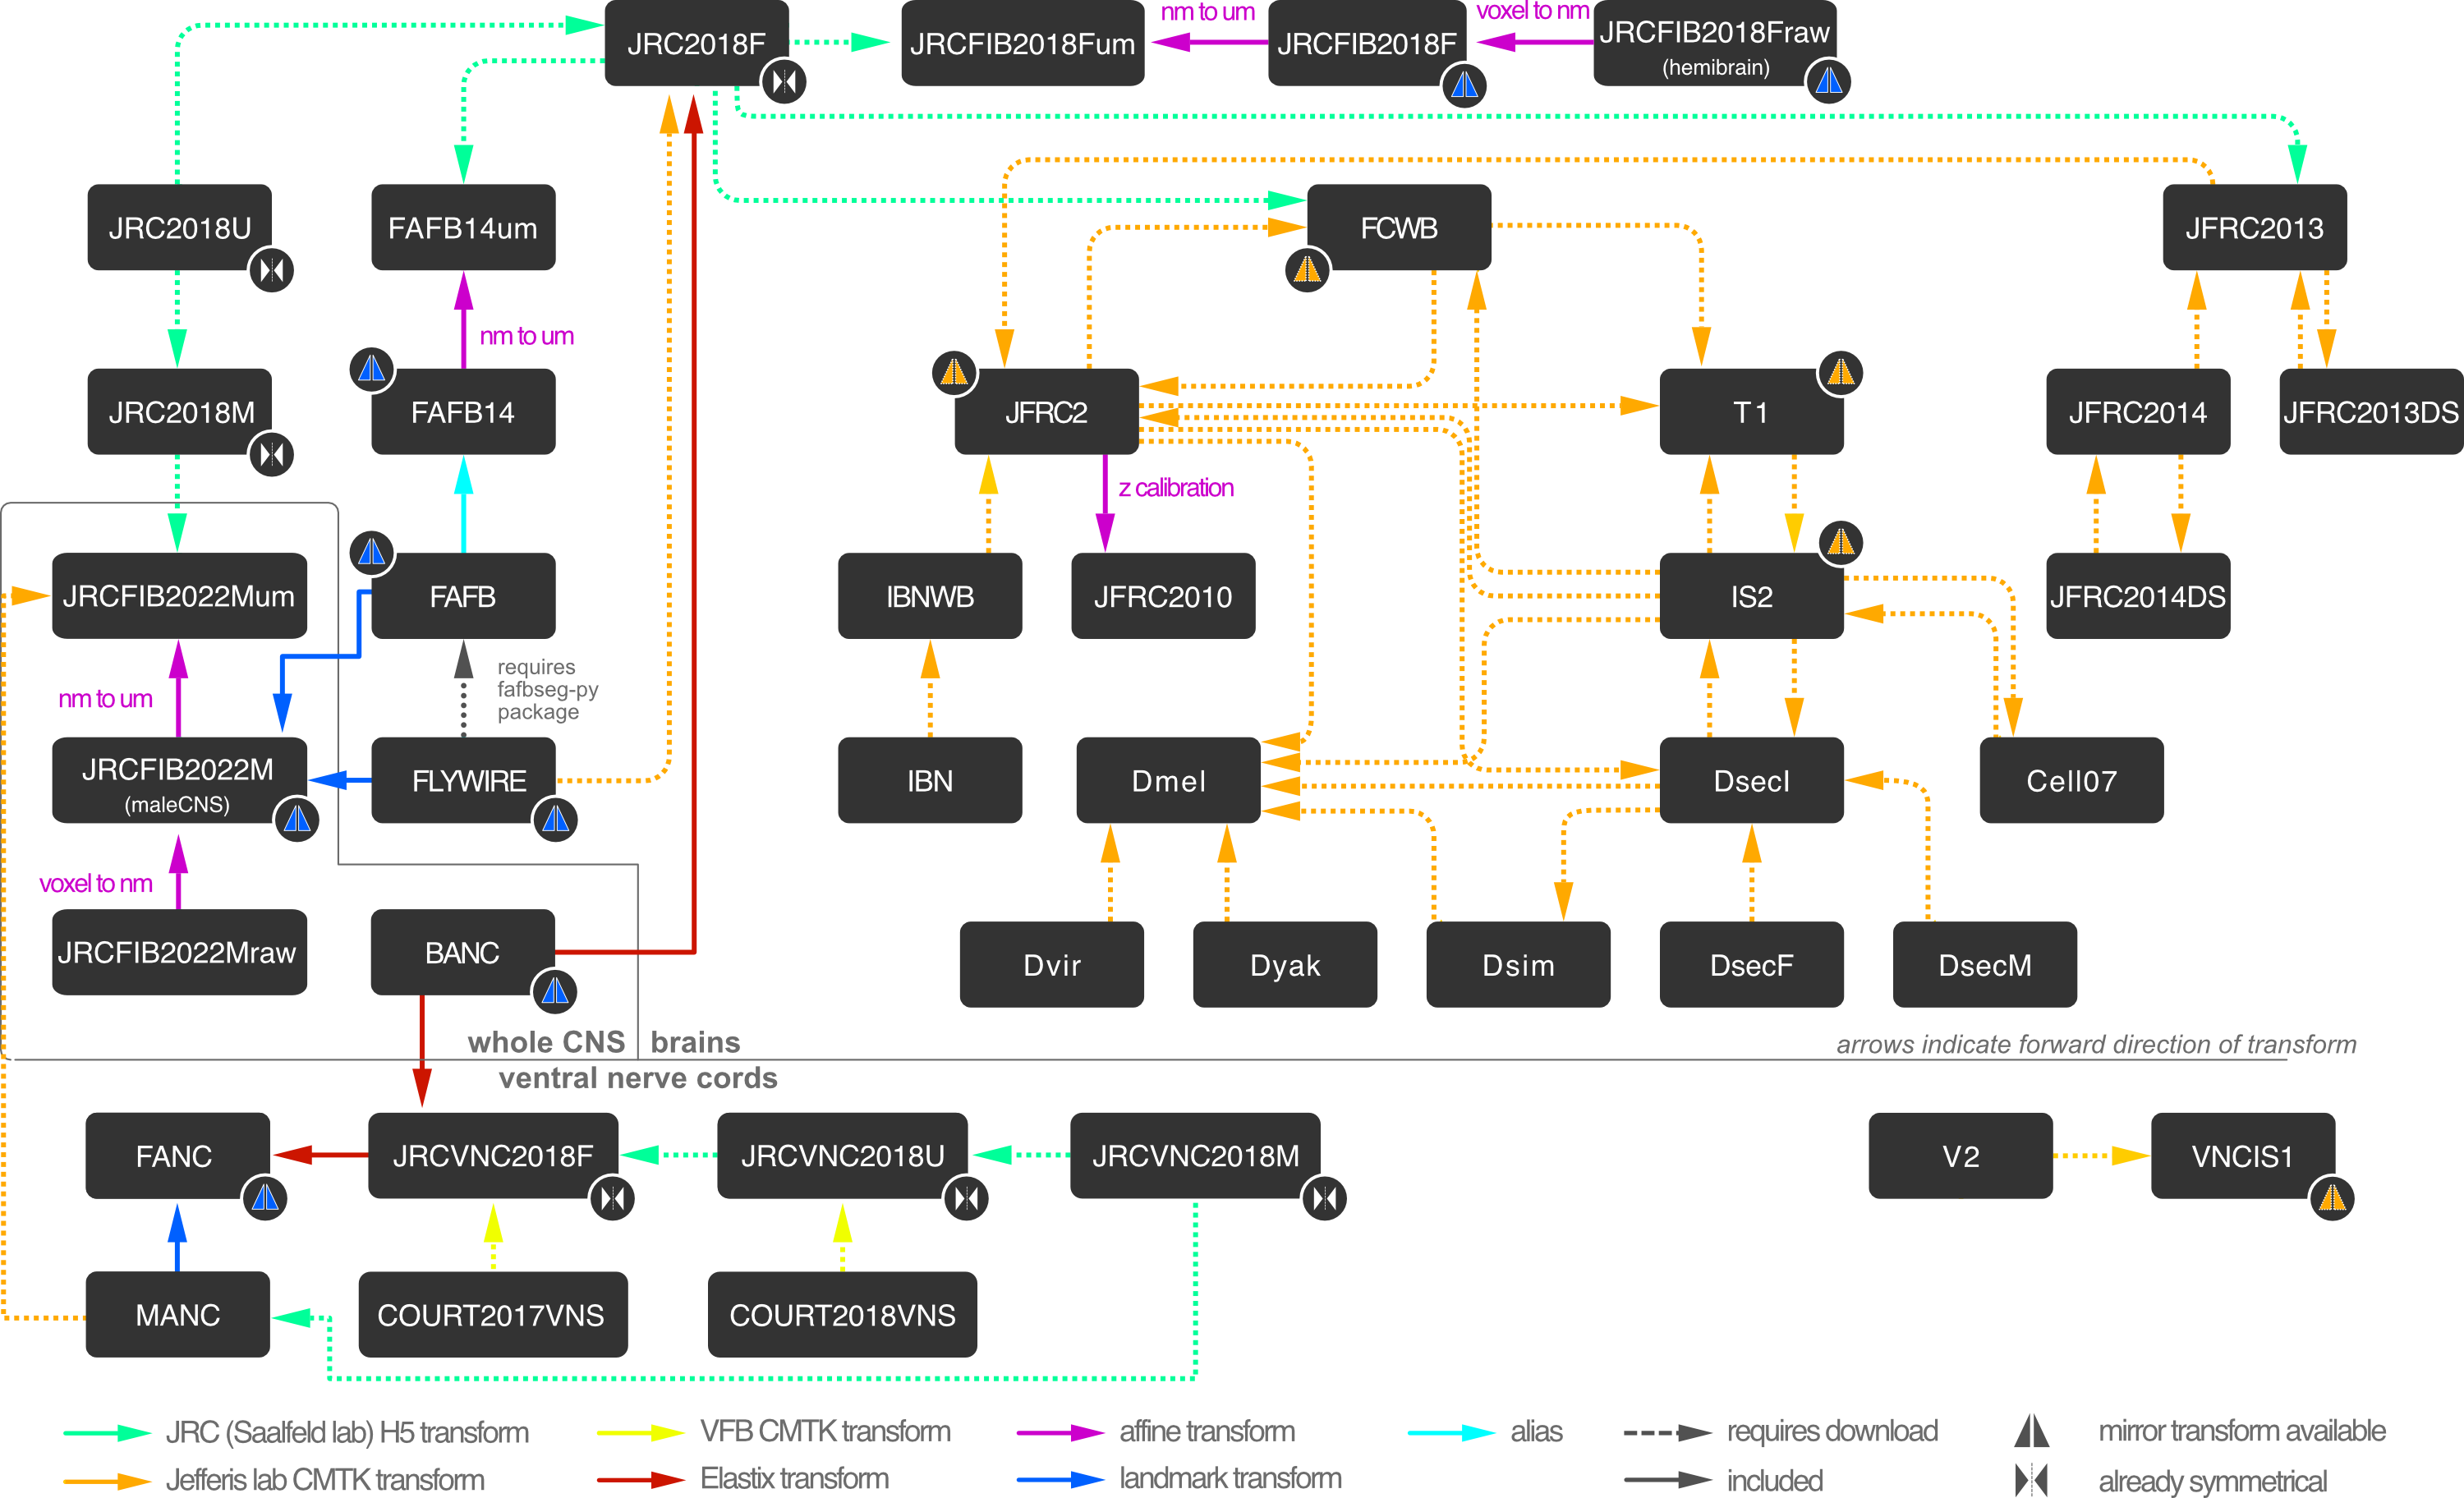 JRC2018F
JRCFIB2018Fum
nm to um
JRCFIB2018F
voxel to nm
JRCFIB2018Fraw
(hemibrain)
JRC2018U
FAFB14um
FCWB
JFRC2013
nm to um
JRC2018M
FAFB14
JFRC2
T1
JFRC2014
JFRC2013DS
z calibration
JRCFIB2022Mum
FAFB
IBNWB
JFRC2010
IS2
JFRC2014DS
nm to um
requires
fafbseg-py
package
JRCFIB2022M
(maleCNS)
FLYWIRE
IBN
Dmel
Dsecl
Cell07
voxel to nm
JRCFIB2022Mraw
BANC
Dvir
Dyak
Dsim
DsecF
DsecM
whole CNS
brains
arrows indicate forward direction of transform
ventral nerve cords
FANC
JRCVNC2018F
JRCVNC2018U
JRCVNC2018M
V2
VNCIS1
MANC
COURT2017VNS
COURT2018VNS
JRC (Saalfeld lab) H5 transform
VFB CMTK transform
affine transform
alias
requires download
mirror transform available
Jefferis lab CMTK transform
Elastix transform
landmark transform
included
already symmetrical